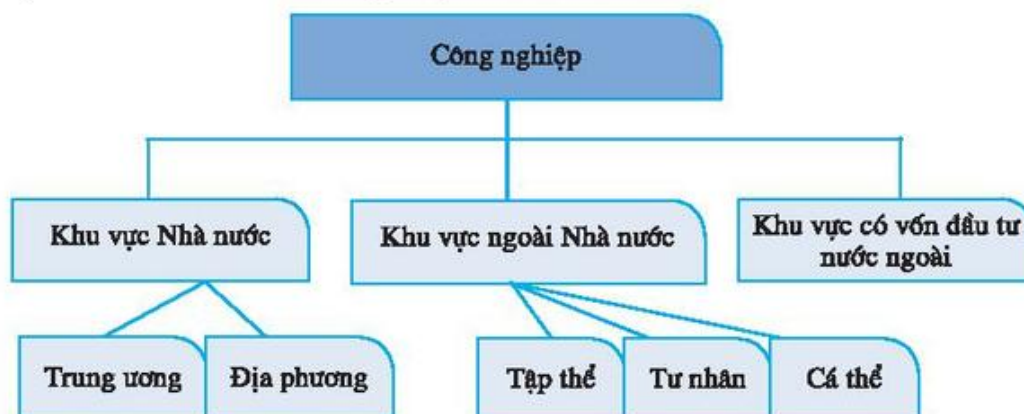 Công nghiệp
Khu vực Nhà nước
Khu vực ngoài Nhà nước
Khu vực có vốn đầu tư
nước ngoài
Trung ương
Địa phương
Tập thể
Tư nhân
Cá thể